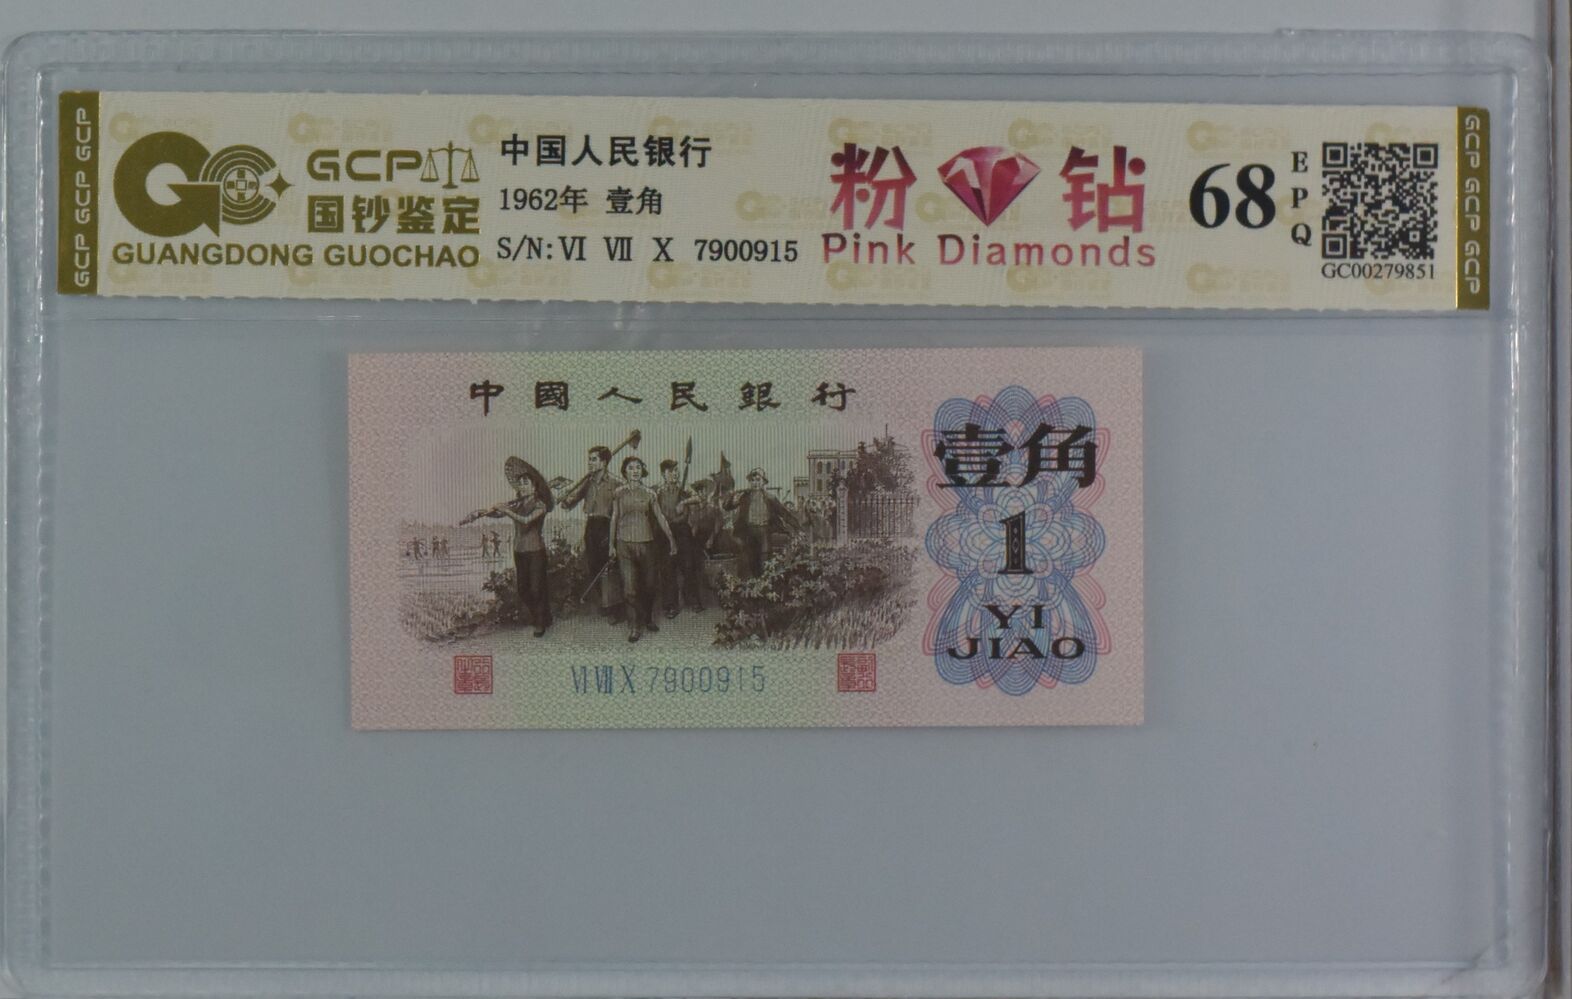 GCP GCP GCP
GCP
国钞鉴定
GUANGDONG GUOCHAO
中国人民银行
1962年 壹角
S/N: VI VII X 7900915
粉 钻
Pink Diamonds
68
E
P
Q
GC00279851
GCP GCP GCP
中國人民銀行
壹角
1
YI
JIAO
VI VII X 7900915